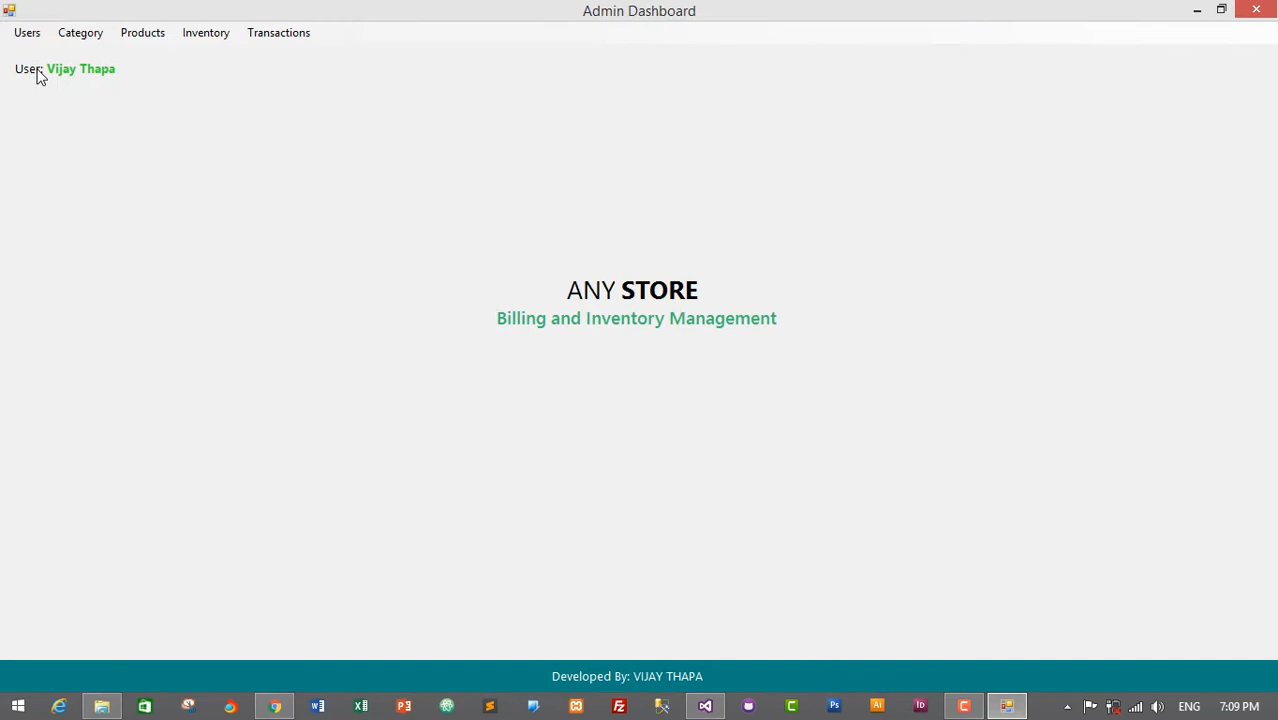 Admin Dashboard
Users Category Products Inventory Transactions
User: Vijay Thapa
ANY STORE
Billing and Inventory Management
Developed By: VIJAY THAPA
ENG 7:09 PM